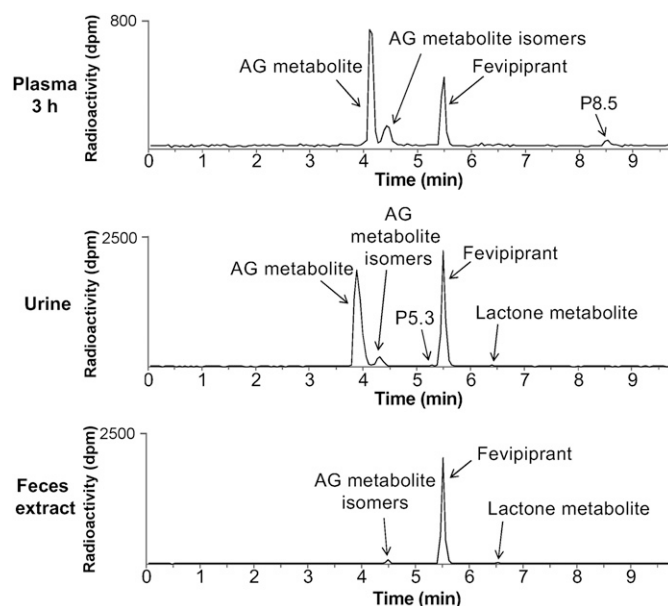 800
Radioactivity (dpm)
Plasma
3 h
AG metabolite
AG metabolite isomers
Fevipiprant
P8.5
0 1 2 3 4 5 6 7 8 9
Time (min)
2500
Radioactivity (dpm)
Urine
AG metabolite
AG
metabolite
isomers
P5.3
Fevipiprant
Lactone metabolite
0 1 2 3 4 5 6 7 8 9
Time (min)
2500
Radioactivity (dpm)
Feces
extract
AG metabolite
isomers
Fevipiprant
Lactone metabolite
0 1 2 3 4 5 6 7 8 9
Time (min)